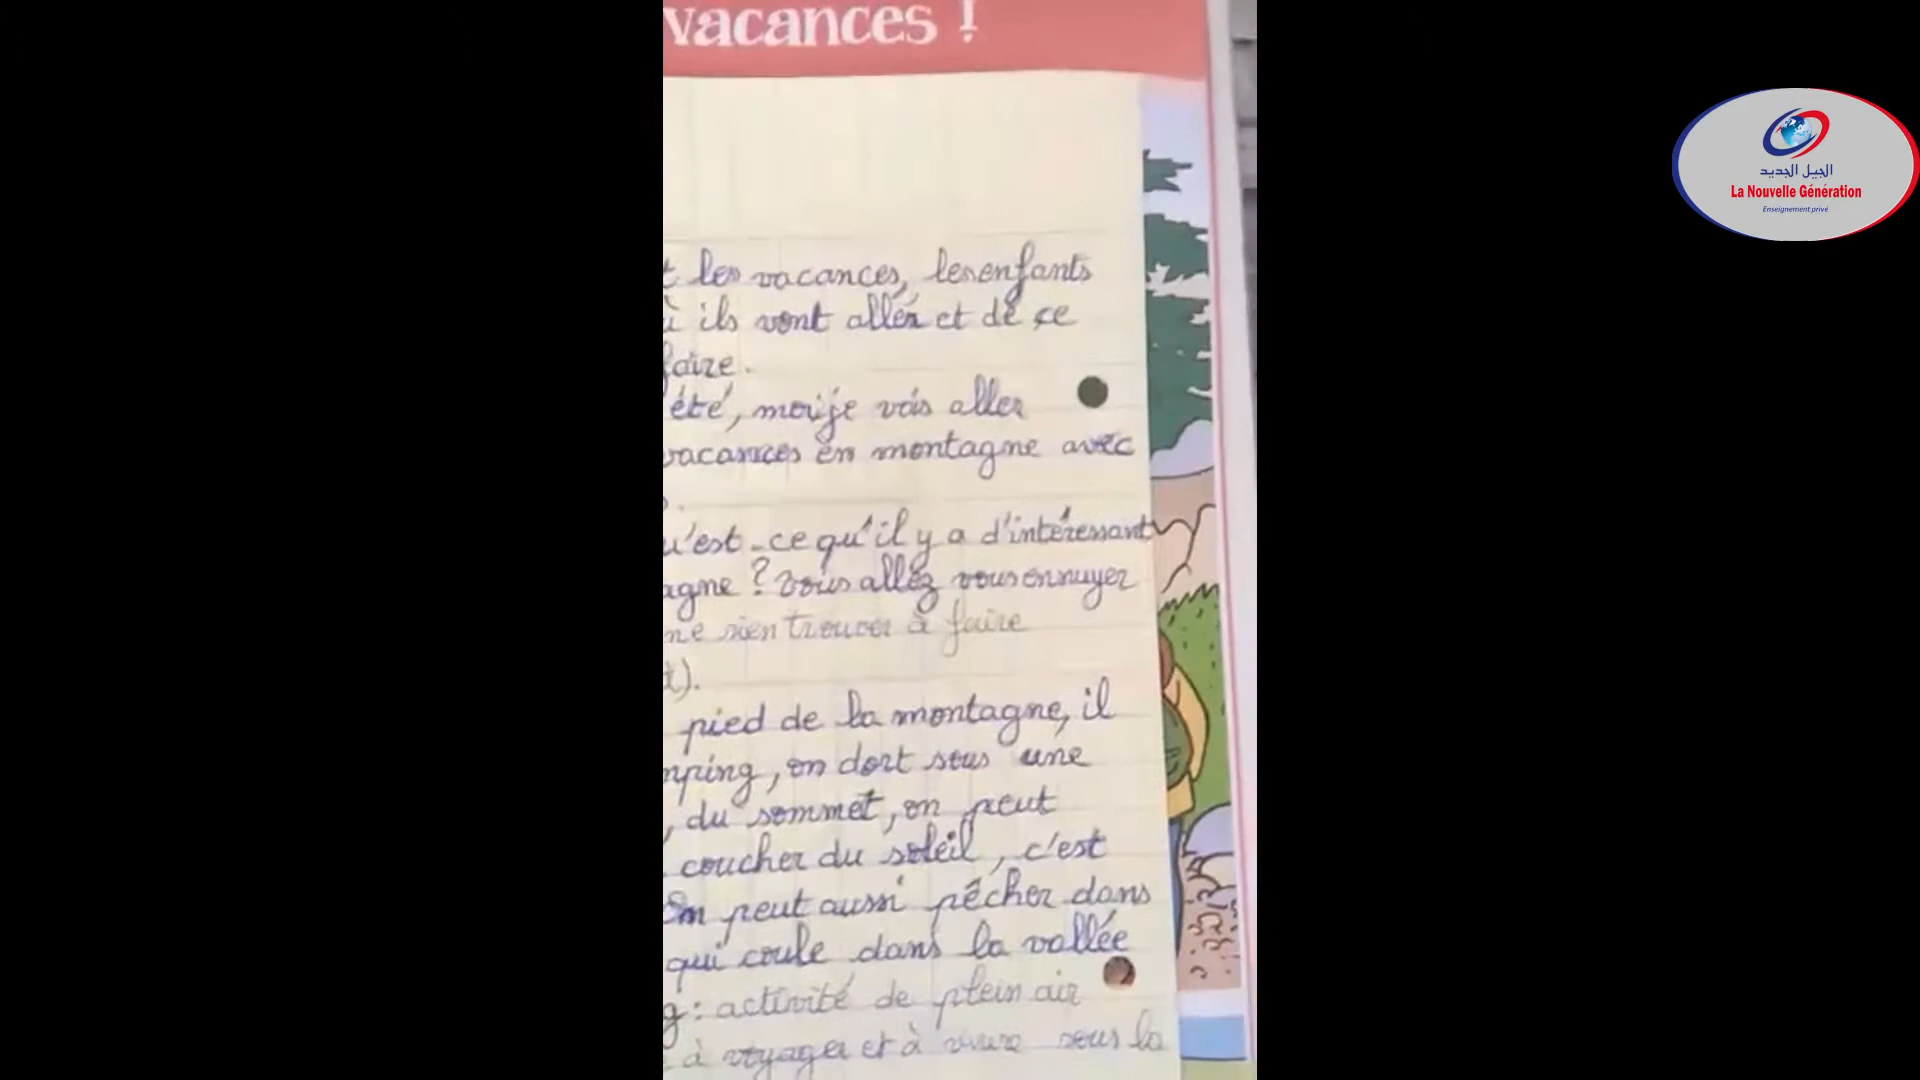 vacances !
t les vacances, les enfants
ù ils vont aller et de ce
faire.
été, moi je vais aller
vacances en montagne avec
s.
u'est-ce qu'il y a d'intéressant
agne ? Vous allez vous ennuyer
ne rien trouver à faire
t).
pied de la montagne, il
mping, on dort sous une
, du sommet, on peut
coucher du soleil, c'est
On peut aussi pêcher dans
qui coule dans la vallée
g : activité de plein air
à voyager et à vivre sous la
الجيل الجديد
La Nouvelle Génération
Enseignement privé